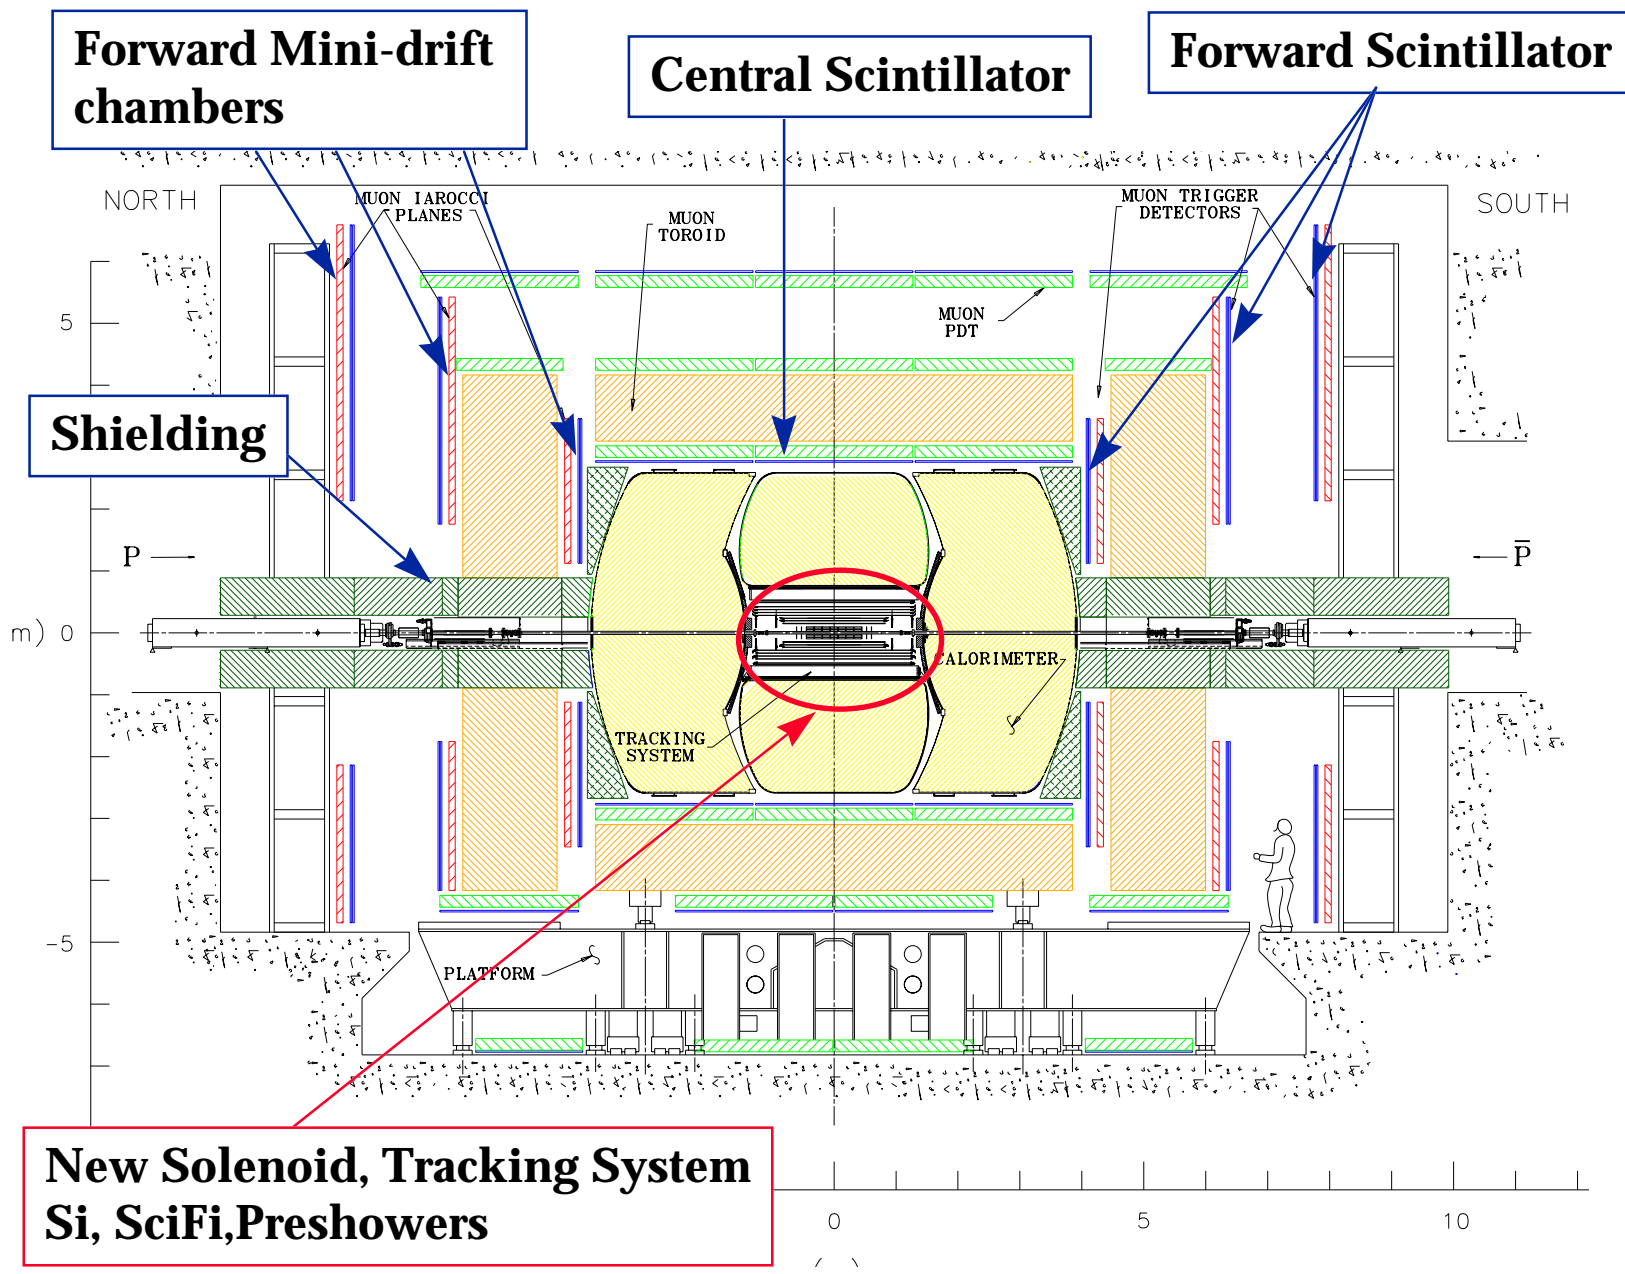 Forward Mini-drift
chambers
Central Scintillator
Forward Scintillator
NORTH
MUON IAROCCI
PLANES
MUON
TOROID
MUON TRIGGER
DETECTORS
SOUTH
5
MUON
PDT
Shielding
P
P̅
m) 0
CALORIMETER
TRACKING
SYSTEM
-5
PLATFORM
New Solenoid, Tracking System
Si, SciFi,Preshowers
0
5
10